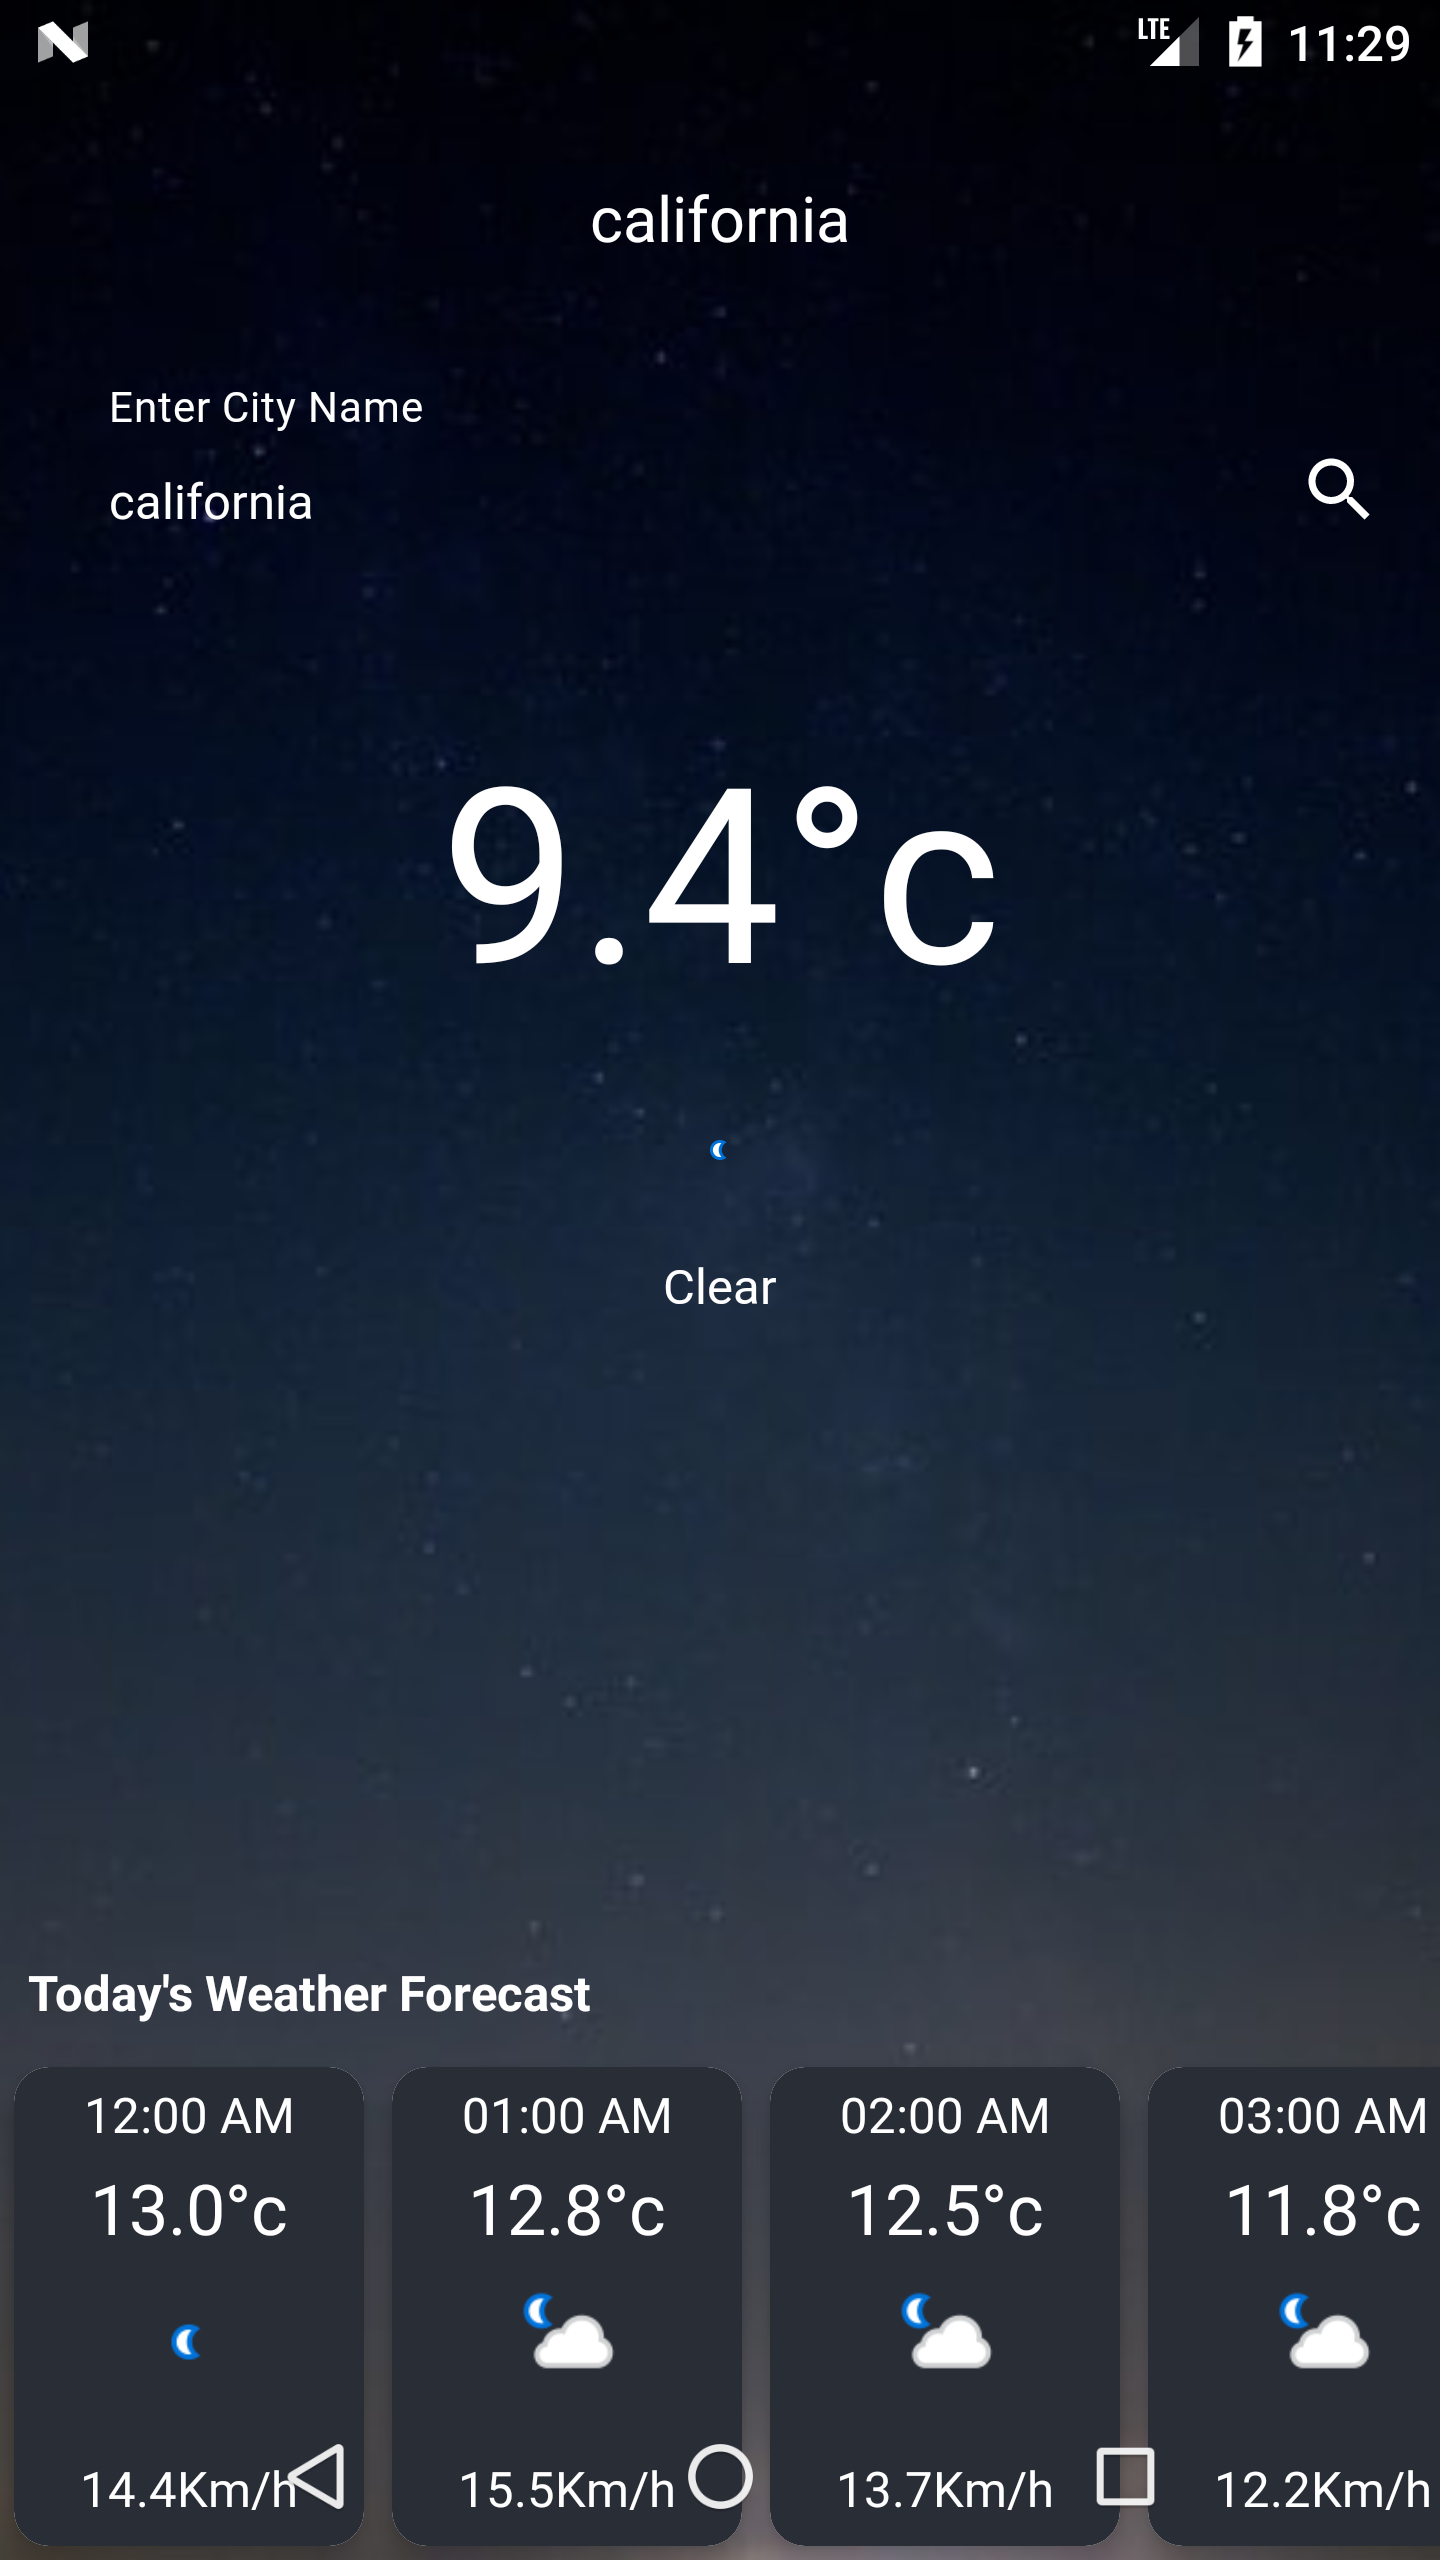 LTE 11:29
california
Enter City Name
california
9.4°c
Clear
Today's Weather Forecast
12:00 AM 01:00 AM 02:00 AM 03:00 AM
13.0°c 12.8°c 12.5°c 11.8°c
14.4Km/h 15.5Km/h 13.7Km/h 12.2Km/h